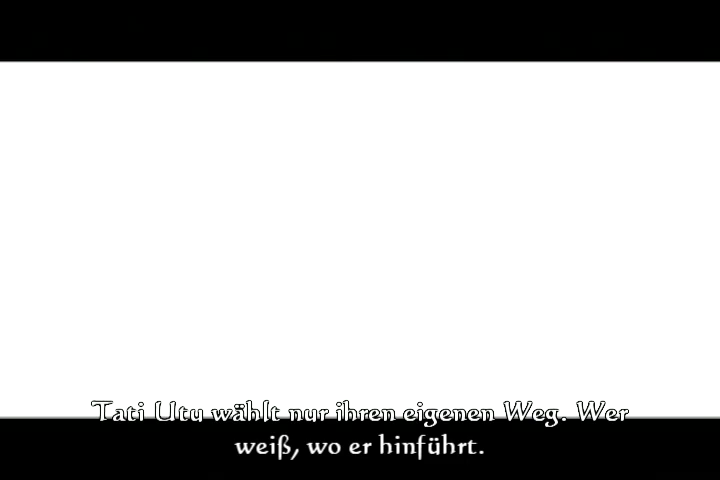 Tati Utu wählt nur ihren eigenen Weg. Wer
weiß, wo er hinführt.